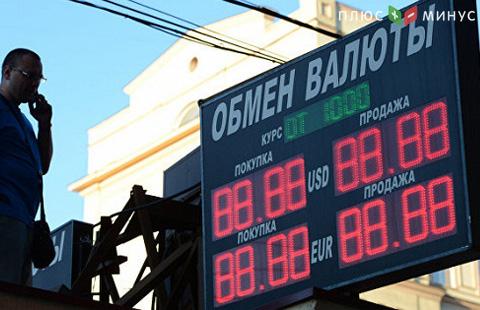 ПЛЮС МИНУС
ОБМЕН ВАЛЮТЫ
КУРС ОТ 1000
ПОКУПКА ПРОДАЖА
88.88 USD 88.88
ПОКУПКА ПРОДАЖА
88.88 EUR 88.88